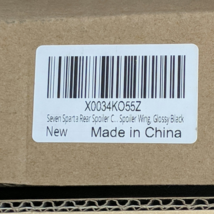 X0034KO55Z
Seven Sparta Rear Spoiler C... Spoiler Wing, Glossy Black
New Made in China